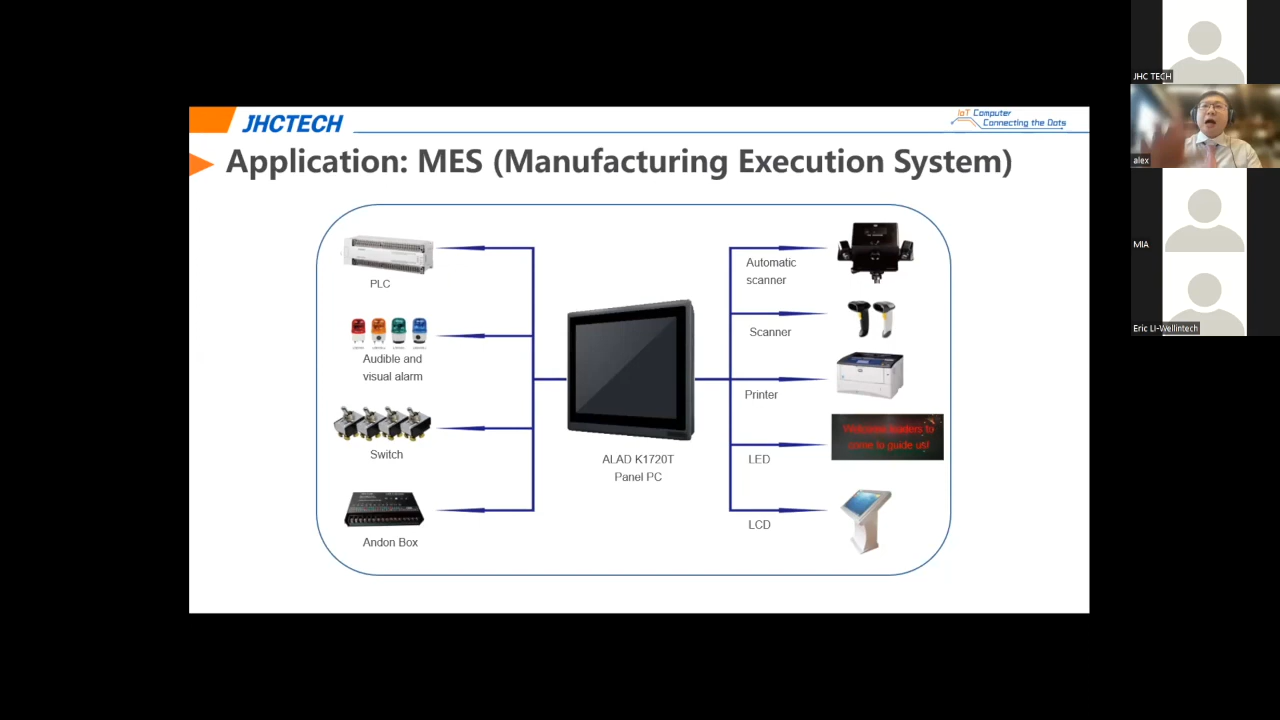 JHCTECH
IoT Computer
Connecting the Dots
Application: MES (Manufacturing Execution System)
PLC
Audible and
visual alarm
Switch
Andon Box
ALAD K1720T
Panel PC
Automatic
scanner
Scanner
Printer
LED
LCD
Welcome leaders to
come to guide us!
JHC TECH
alex
MIA
Eric LI-Wellintech